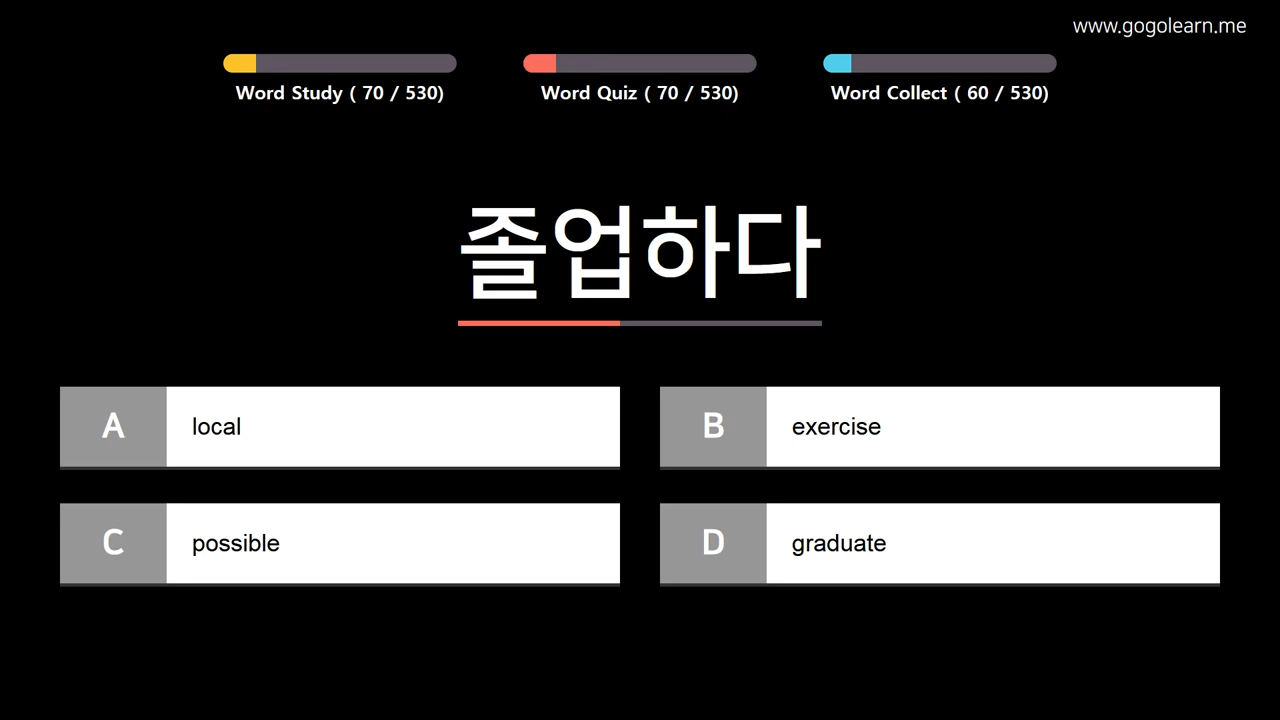 www.gogolearn.me
Word Study ( 70 / 530)
Word Quiz ( 70 / 530)
Word Collect ( 60 / 530)
졸업하다
A local
B exercise
C possible
D graduate